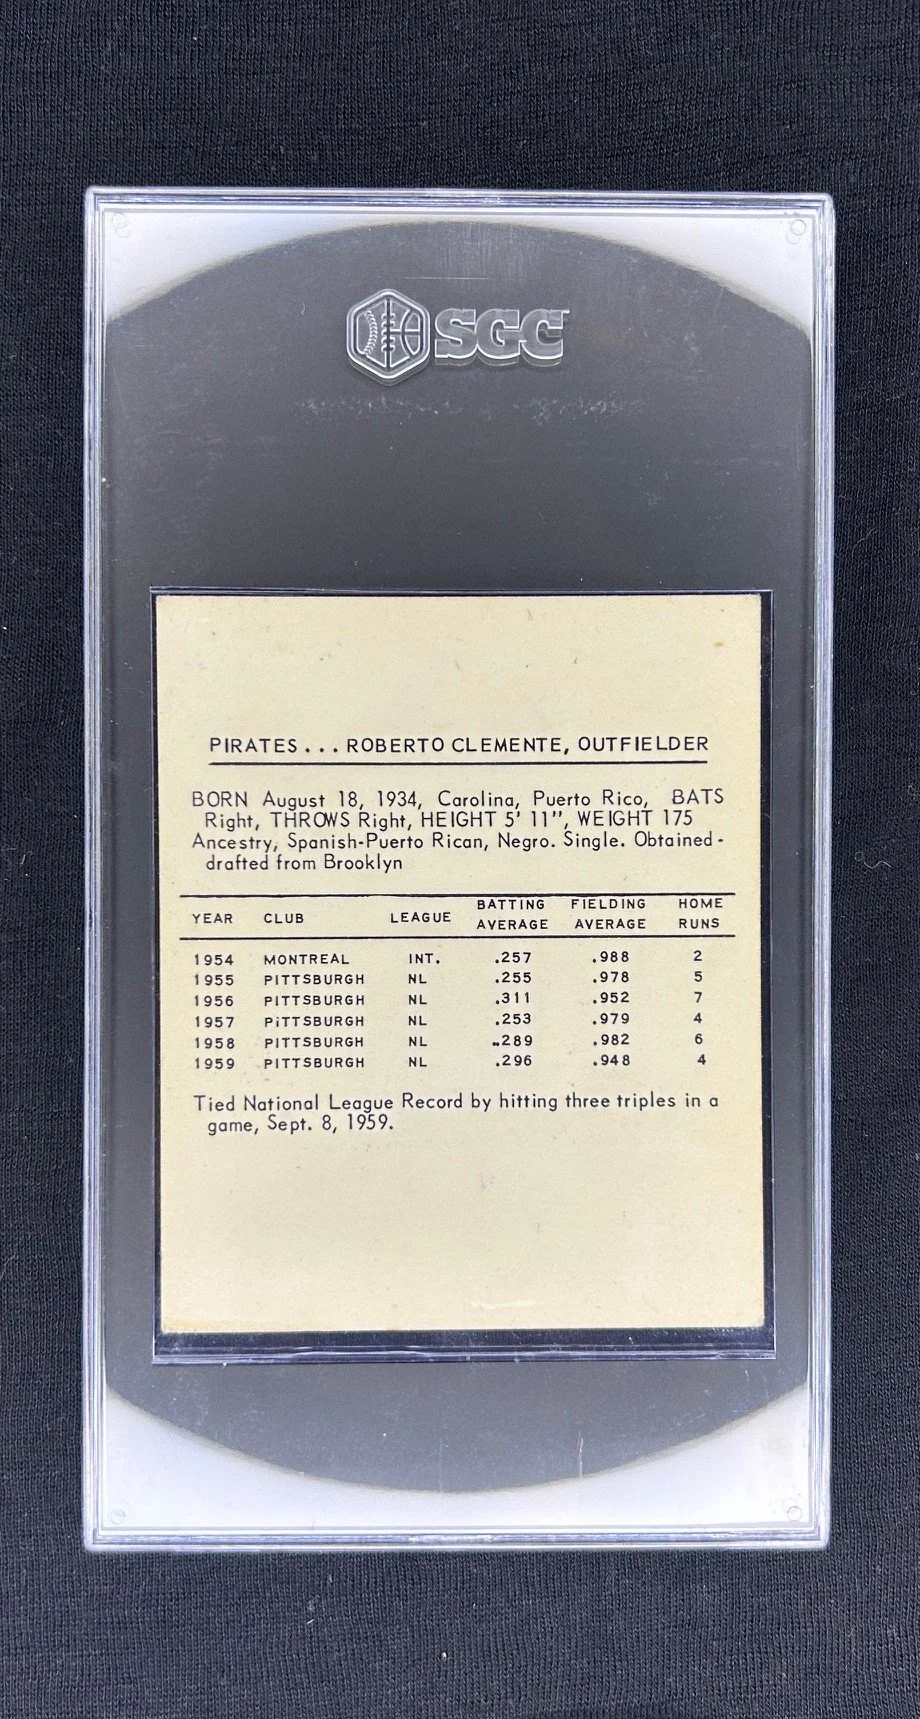 SGC
PIRATES . . . ROBERTO CLEMENTE, OUTFIELDER
BORN August 18, 1934, Carolina, Puerto Rico, BATS
Right, THROWS Right, HEIGHT 5' 11", WEIGHT 175
Ancestry, Spanish-Puerto Rican, Negro. Single. Obtained-
drafted from Brooklyn
YEAR CLUB LEAGUE BATTING AVERAGE FIELDING AVERAGE HOME RUNS
1954 MONTREAL INT. .257 .988 2
1955 PITTSBURGH NL .255 .978 5
1956 PITTSBURGH NL .311 .952 7
1957 PiTTSBURGH NL .253 .979 4
1958 PITTSBURGH NL .289 .982 6
1959 PITTSBURGH NL .296 .948 4
Tied National League Record by hitting three triples in a
game, Sept. 8, 1959.